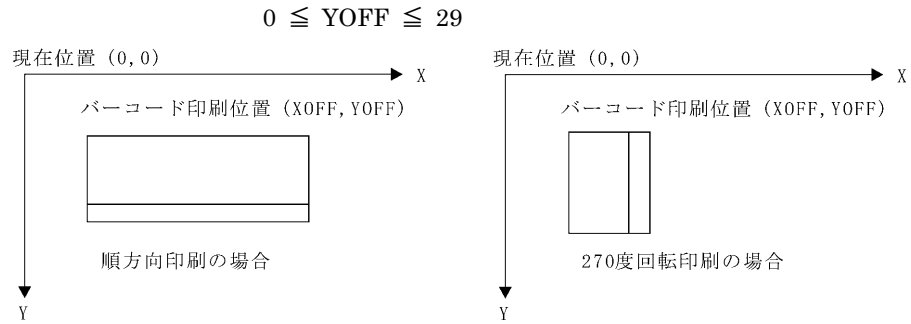 0 ≦ YOFF ≦ 29
現在位置 (0,0)
X
バーコード印刷位置 (XOFF,YOFF)
順方向印刷の場合
Y
現在位置 (0,0)
X
バーコード印刷位置 (XOFF,YOFF)
270度回転印刷の場合
Y